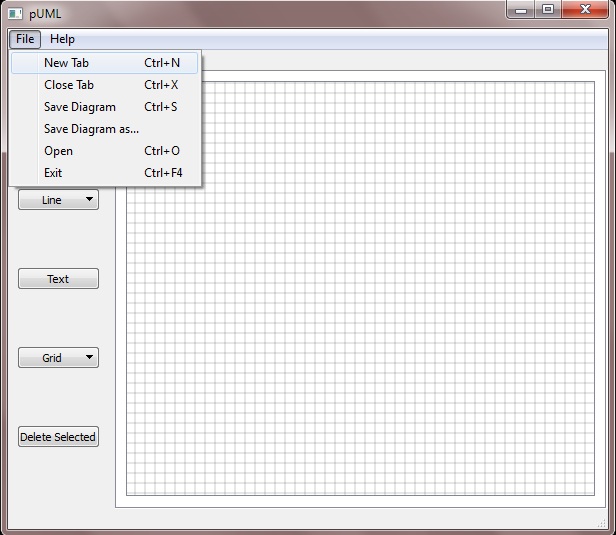 pUML
File Help
New Tab Ctrl+N
Close Tab Ctrl+X
Save Diagram Ctrl+S
Save Diagram as...
Open Ctrl+O
Exit Ctrl+F4
Line
Text
Grid
Delete Selected